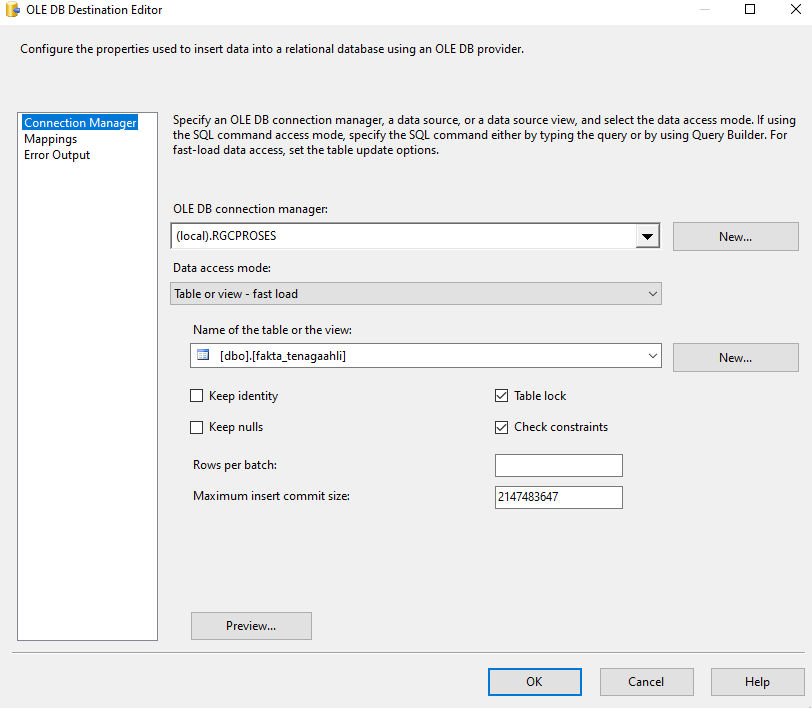 OLE DB Destination Editor
Configure the properties used to insert data into a relational database using an OLE DB provider.
Connection Manager
Mappings
Error Output
Specify an OLE DB connection manager, a data source, or a data source view, and select the data access mode. If using
the SQL command access mode, specify the SQL command either by typing the query or by using Query Builder. For
fast-load data access, set the table update options.
OLE DB connection manager:
(local).RGCPROSES
New...
Data access mode:
Table or view - fast load
Name of the table or the view:
[dbo].[fakta_tenagaahli]
New...
Keep identity
Table lock
Keep nulls
Check constraints
Rows per batch:
Maximum insert commit size:
2147483647
Preview...
OK
Cancel
Help